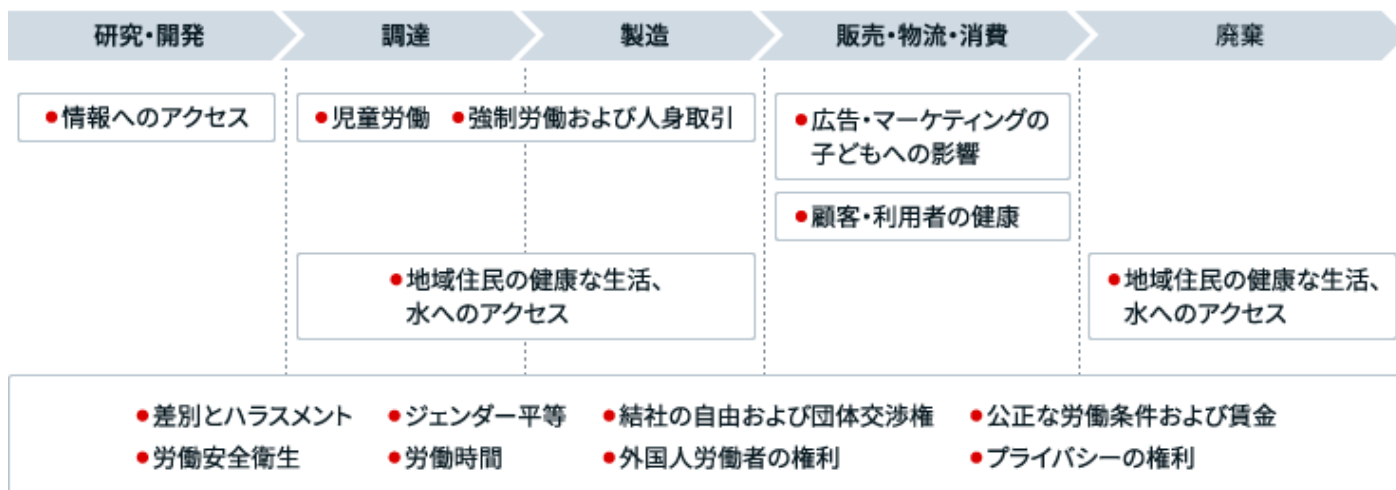 研究・開発
調達
製造
販売・物流・消費
廃棄
●情報へのアクセス
●児童労働 ●強制労働および人身取引
●広告・マーケティングの
子どもへの影響
●顧客・利用者の健康
●地域住民の健康な生活、
水へのアクセス
●地域住民の健康な生活、
水へのアクセス
●差別とハラスメント ●ジェンダー平等 ●結社の自由および団体交渉権 ●公正な労働条件および賃金
●労働安全衛生 ●労働時間 ●外国人労働者の権利 ●プライバシーの権利